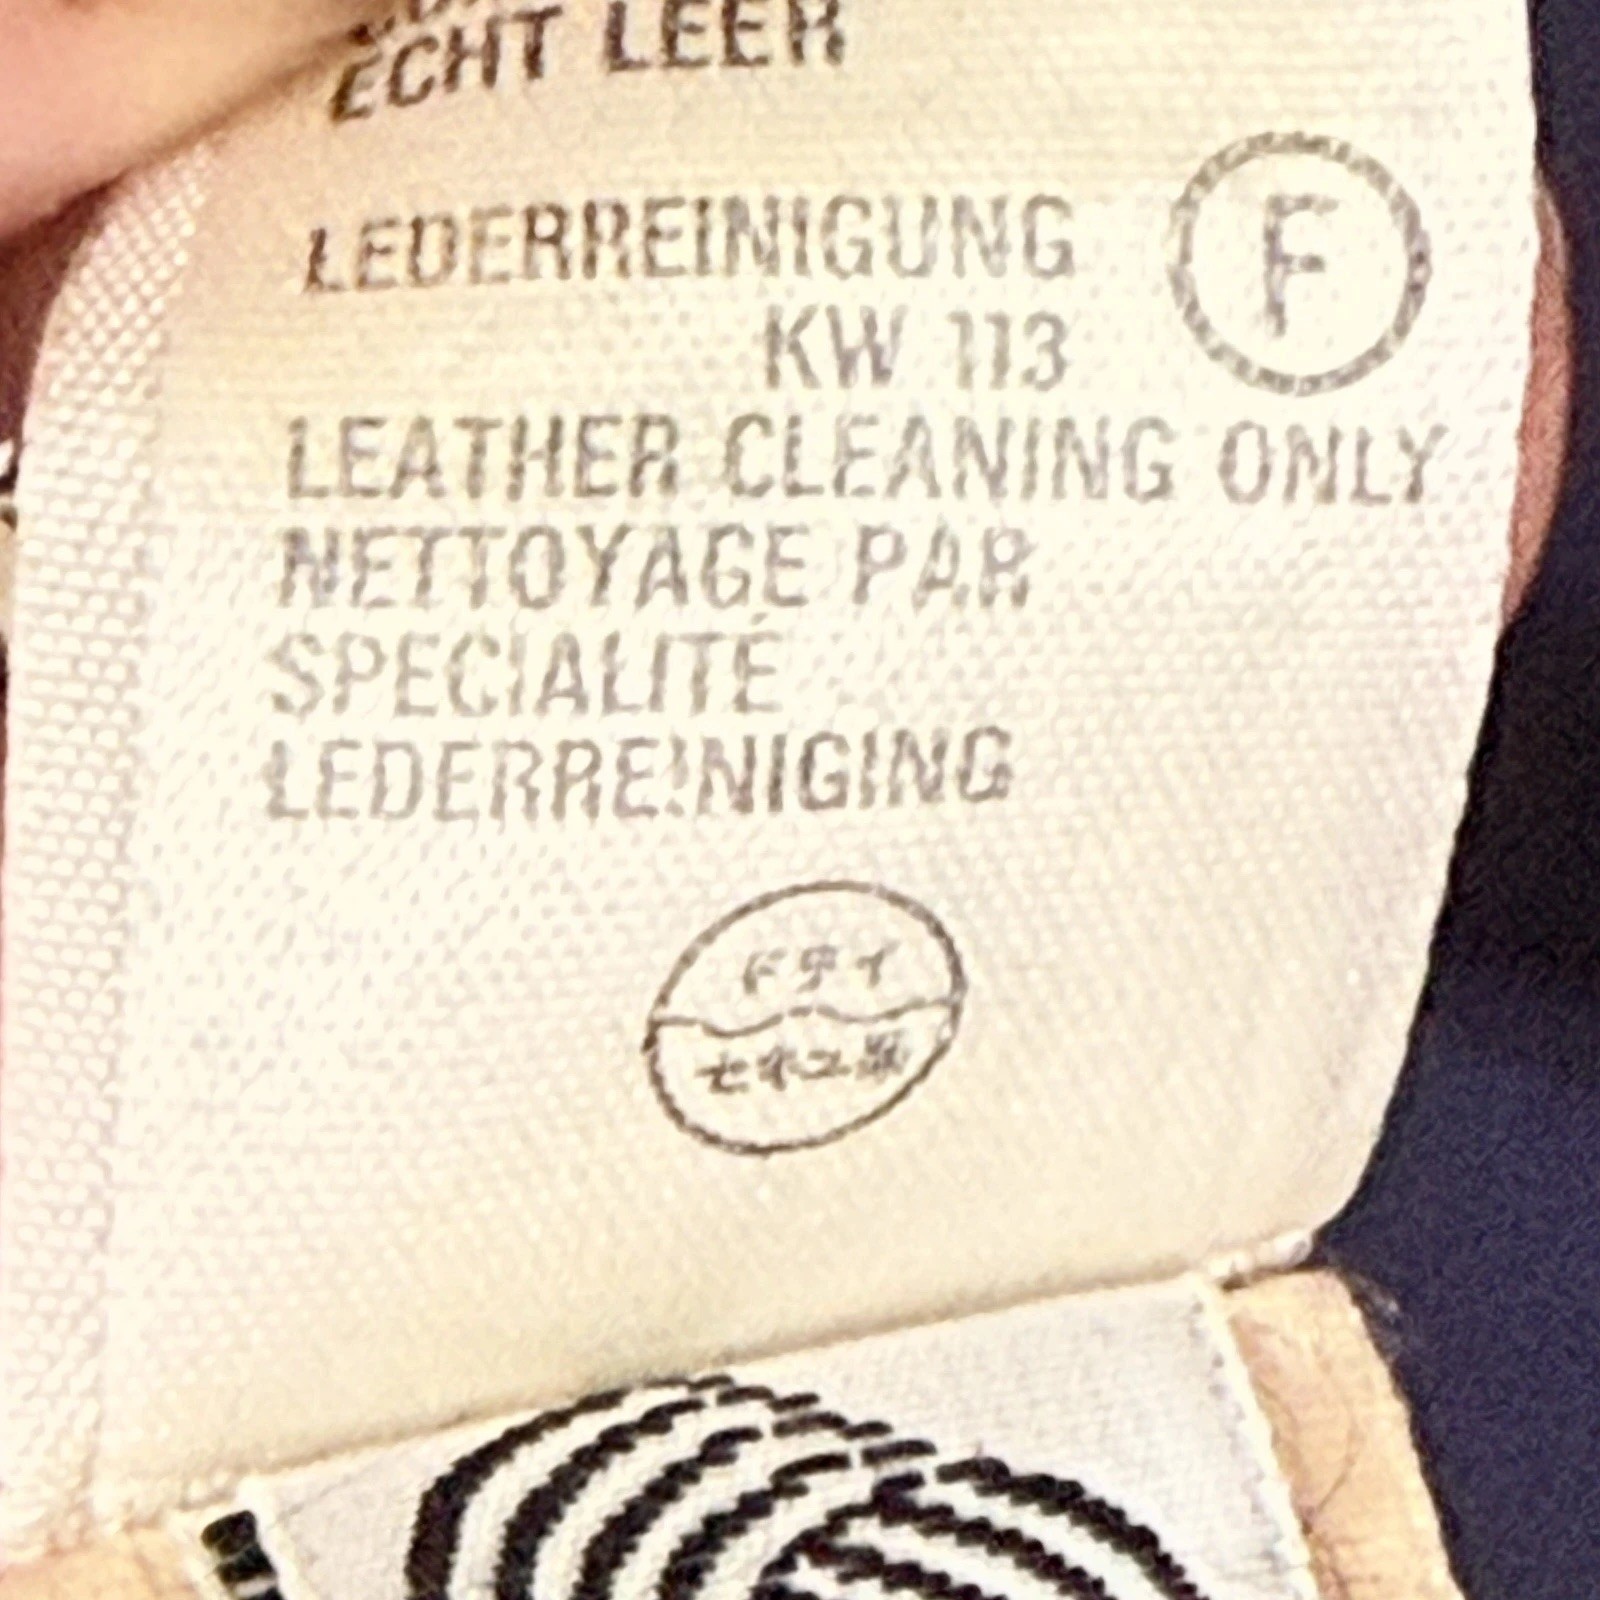 ECHT LEER
LEDERREINIGUNG
F
KW 113
LEATHER CLEANING ONLY
NETTOYAGE PAR
SPECIALITÉ
LEDERREINIGING
ドライ
セキユ系